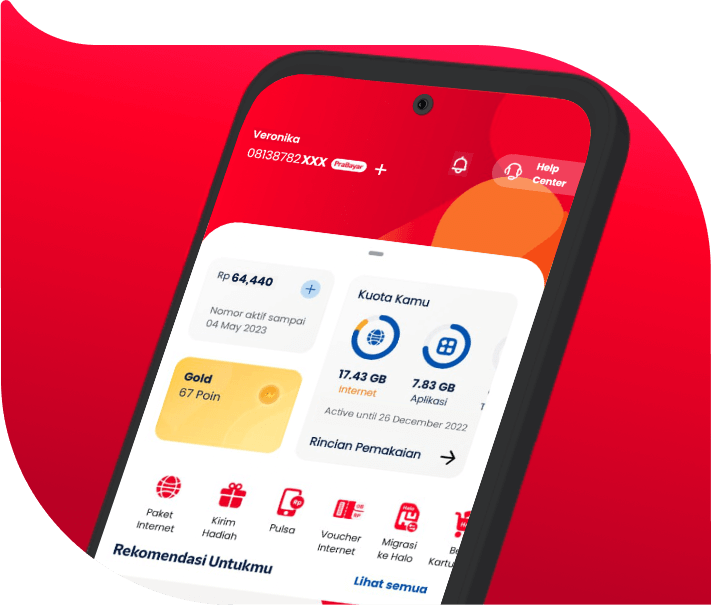 Veronika
08138782XXX Prabayar
Help
Center
Rp 64,440
Nomor aktif sampai
04 May 2023
Gold
67 Poin
Kuota Kamu
17.43 GB
Internet
7.83 GB
Aplikasi
Active until 26 December 2022
Rincian Pemakaian
Paket
Internet
Kirim
Hadiah
Pulsa
Voucher
Internet
Migrasi
ke Halo
Be
Kartu
Rekomendasi Untukmu
Lihat semua